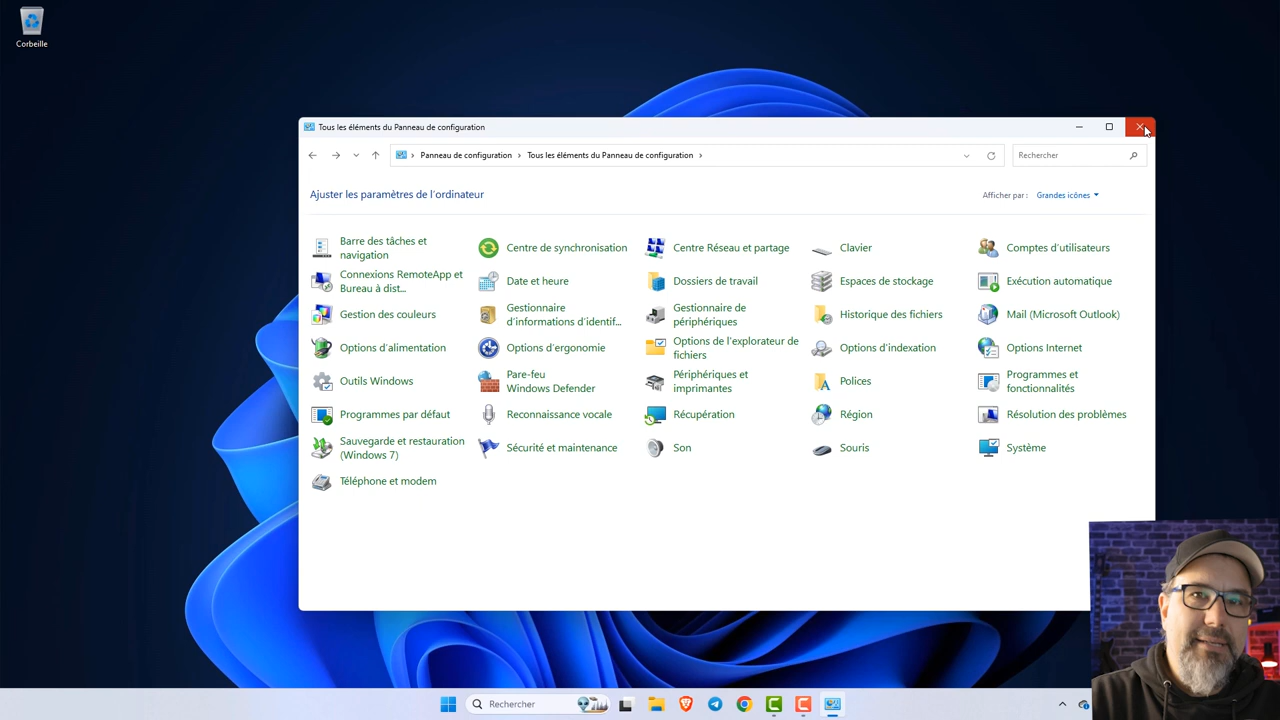 Corbeille
Tous les éléments du Panneau de configuration
Panneau de configuration
Tous les éléments du Panneau de configuration
Rechercher
Ajuster les paramètres de l'ordinateur
Afficher par :
Grandes icônes
Barre des tâches et
navigation
Centre de synchronisation
Centre Réseau et partage
Clavier
Comptes d'utilisateurs
Connexions RemoteApp et
Bureau à dist...
Date et heure
Dossiers de travail
Espaces de stockage
Exécution automatique
Gestion des couleurs
Gestionnaire
d'informations d'identif...
Gestionnaire de
périphériques
Historique des fichiers
Mail (Microsoft Outlook)
Options d'alimentation
Options d'ergonomie
Options de l'explorateur de
fichiers
Options d'indexation
Options Internet
Outils Windows
Pare-feu
Windows Defender
Périphériques et
imprimantes
Polices
Programmes et
fonctionnalités
Programmes par défaut
Reconnaissance vocale
Récupération
Région
Résolution des problèmes
Sauvegarde et restauration
(Windows 7)
Sécurité et maintenance
Son
Souris
Système
Téléphone et modem
Rechercher